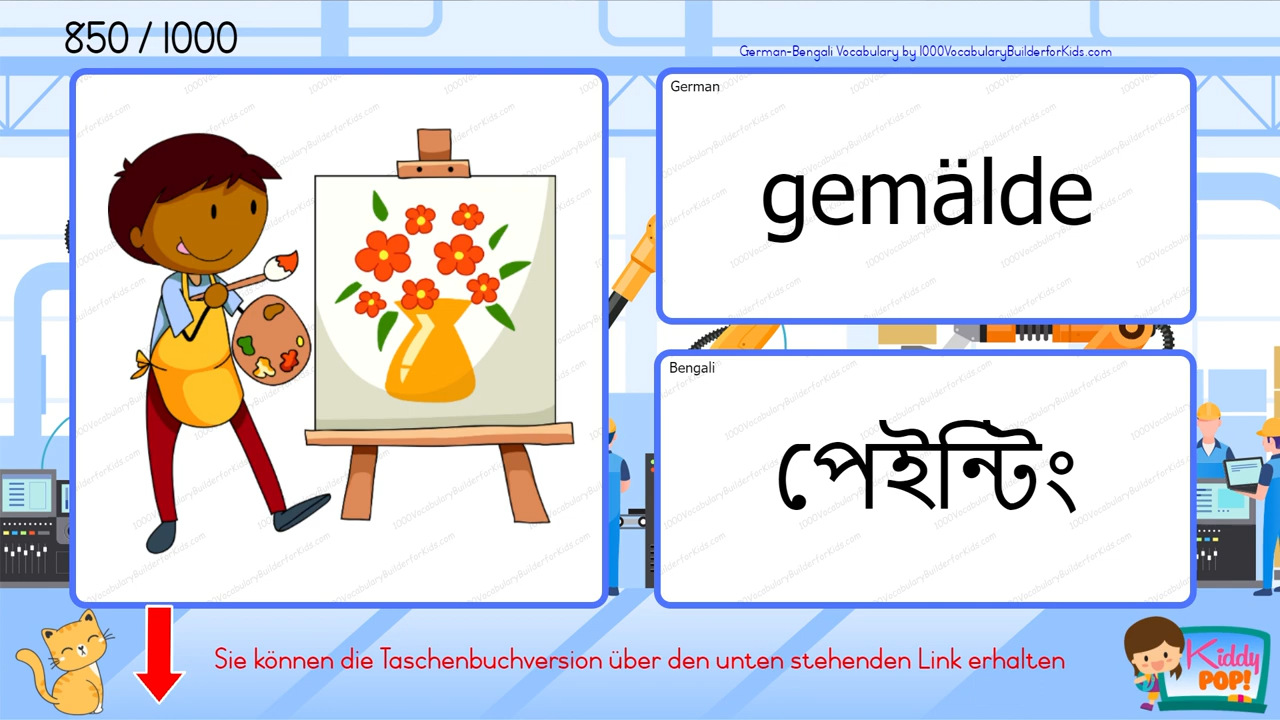 850 / 1000
German-Bengali Vocabulary by 1000VocabularyBuilderforKids.com
German
gemälde
Bengali
পেইন্টিং
Sie können die Taschenbuchversion über den unten stehenden Link erhalten
Kiddy
POP!